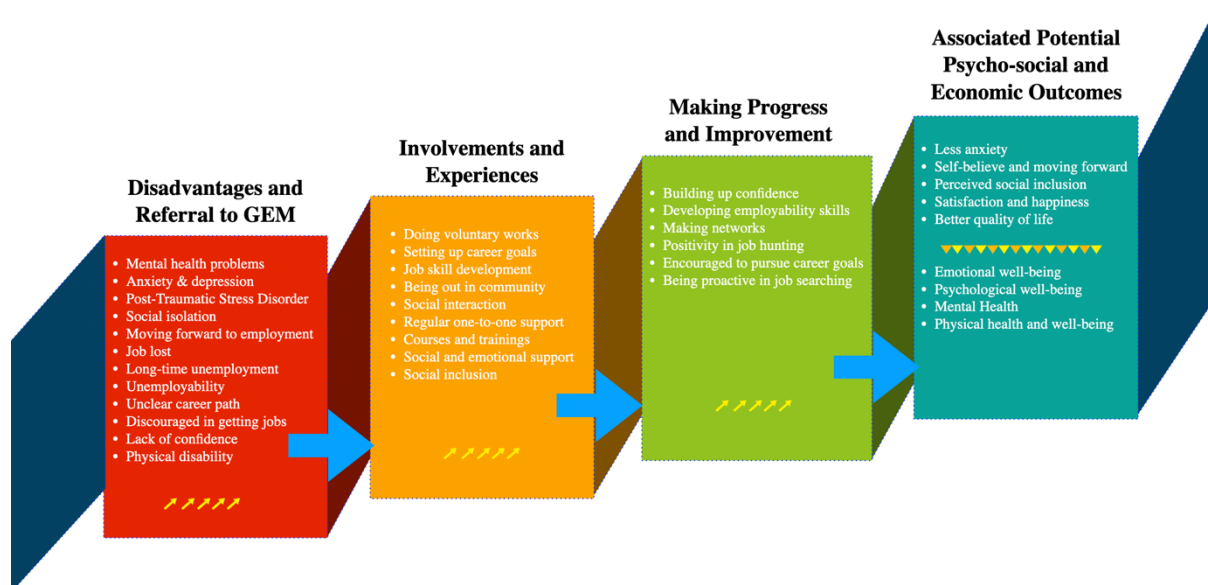 Disadvantages and
Referral to GEM
• Mental health problems
• Anxiety & depression
• Post-Traumatic Stress Disorder
• Social isolation
• Moving forward to employment
• Job lost
• Long-time unemployment
• Unemployability
• Unclear career path
• Discouraged in getting jobs
• Lack of confidence
• Physical disability
Involvements and
Experiences
• Doing voluntary works
• Setting up career goals
• Job skill development
• Being out in community
• Social interaction
• Regular one-to-one support
• Courses and trainings
• Social and emotional support
• Social inclusion
Making Progress
and Improvement
• Building up confidence
• Developing employability skills
• Making networks
• Positivity in job hunting
• Encouraged to pursue career goals
• Being proactive in job searching
Associated Potential
Psycho-social and
Economic Outcomes
• Less anxiety
• Self-believe and moving forward
• Perceived social inclusion
• Satisfaction and happiness
• Better quality of life
• Emotional well-being
• Psychological well-being
• Mental Health
• Physical health and well-being